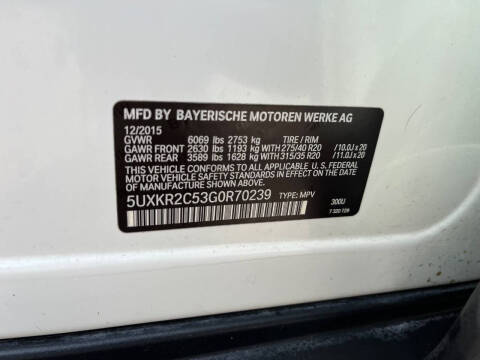 MFD BY BAYERISCHE MOTOREN WERKE AG
12/2015
GVWR 6069 lbs 2753 kg TIRE / RIM
GAWR FRONT 2630 lbs 1193 kg WITH 275/40 R20 /10.0J x 20
GAWR REAR 3589 lbs 1628 kg WITH 315/35 R20 /11.0J x 20
THIS VEHICLE CONFORMS TO ALL APPLICABLE U. S. FEDERAL
MOTOR VEHICLE SAFETY STANDARDS IN EFFECT ON THE
DATE OF MANUFACTURE SHOWN ABOVE.
5UXKR2C53G0R70239 TYPE: MPV 300U